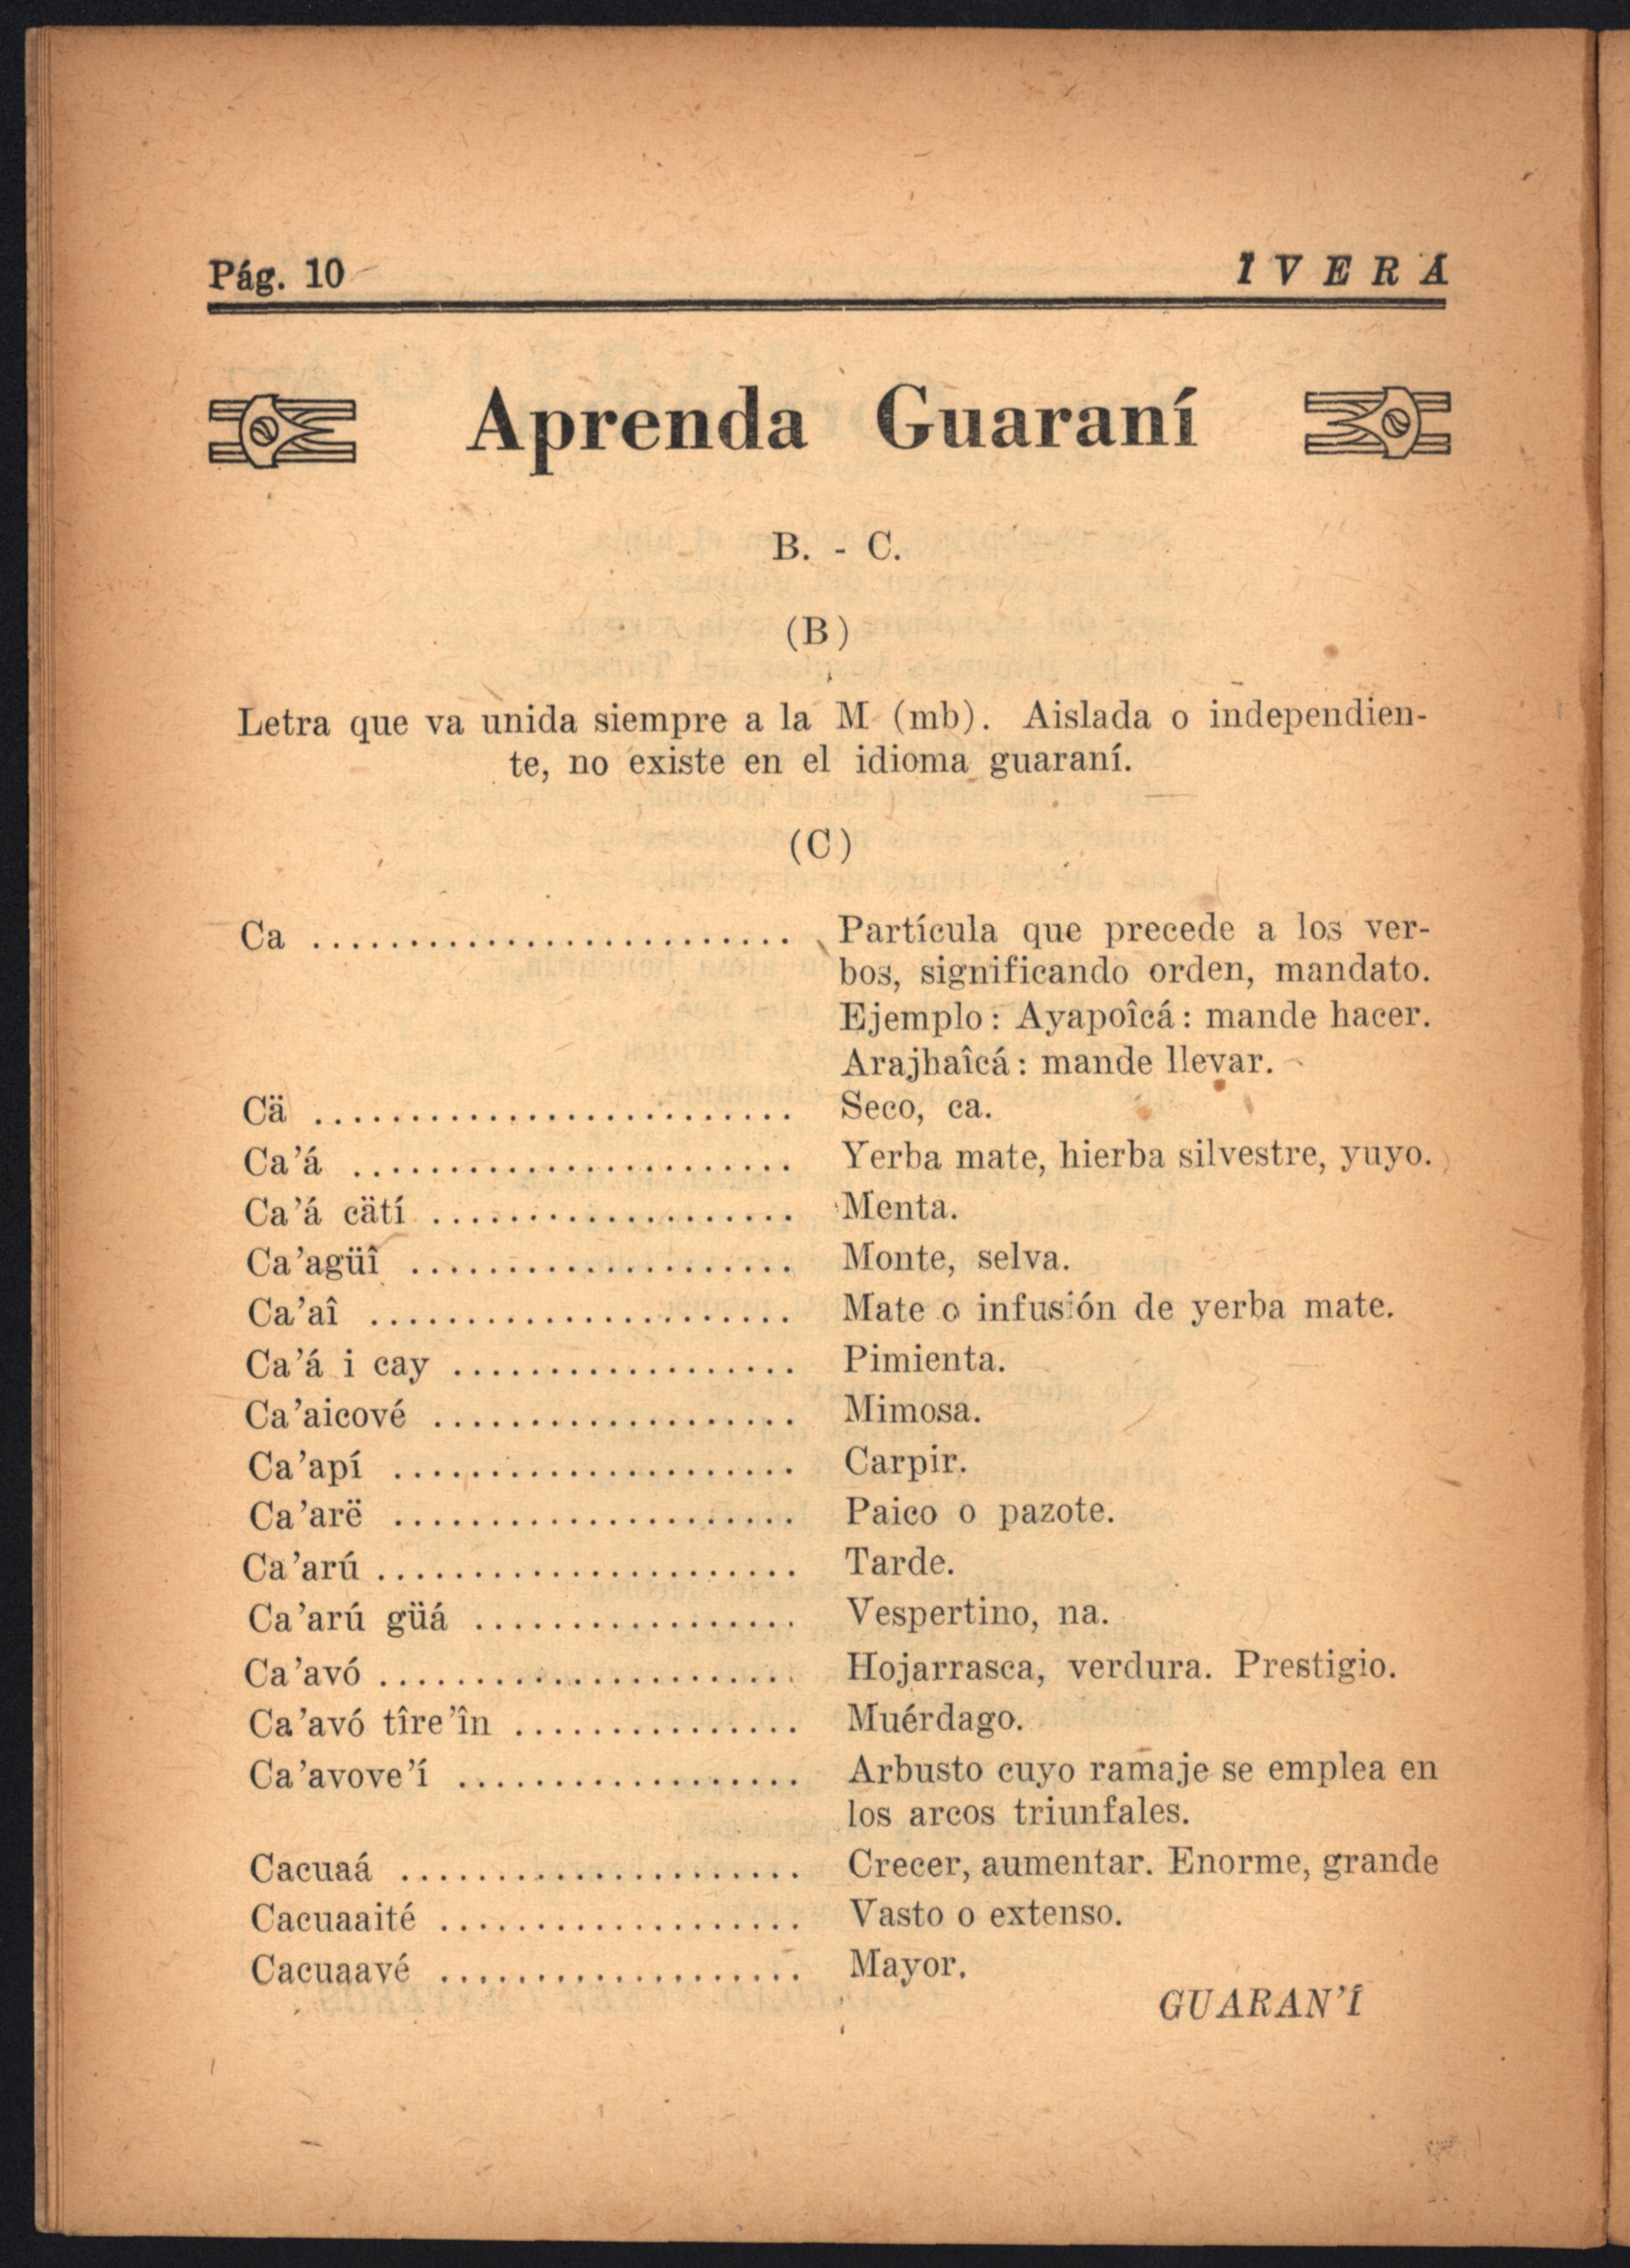 Pág. 10
IVERÁ
Aprenda Guaraní
B. - C.
(B)
Letra que va unida siempre a la M (mb). Aislada o independien-
te, no existe en el idioma guaraní.
(C)
Ca ......................... Partícula que precede a los ver-
bos, significando orden, mandato.
Ejemplo: Ayapoîcá: mande hacer.
Arajhaîcá: mande llevar.
Cä ......................... Seco, ca.
Ca’á ....................... Yerba mate, hierba silvestre, yuyo.
Ca’á cätí ................... Menta.
Ca’agüî .................... Monte, selva.
Ca’aî ...................... Mate o infusión de yerba mate.
Ca’á i cay .................. Pimienta.
Ca’aicové ................... Mimosa.
Ca’apí ..................... Carpir.
Ca’arë ..................... Paico o pazote.
Ca’arú ...................... Tarde.
Ca’arú güá ................. Vespertino, na.
Ca’avó ...................... Hojarrasca, verdura. Prestigio.
Ca’avó tîre’în ............... Muérdago.
Ca’avove’í .................. Arbusto cuyo ramaje se emplea en
los arcos triunfales.
Cacuaá ..................... Crecer, aumentar. Enorme, grande
Cacuaaité ................... Vasto o extenso.
Cacuaavé ................... Mayor.
GUARAN’Í